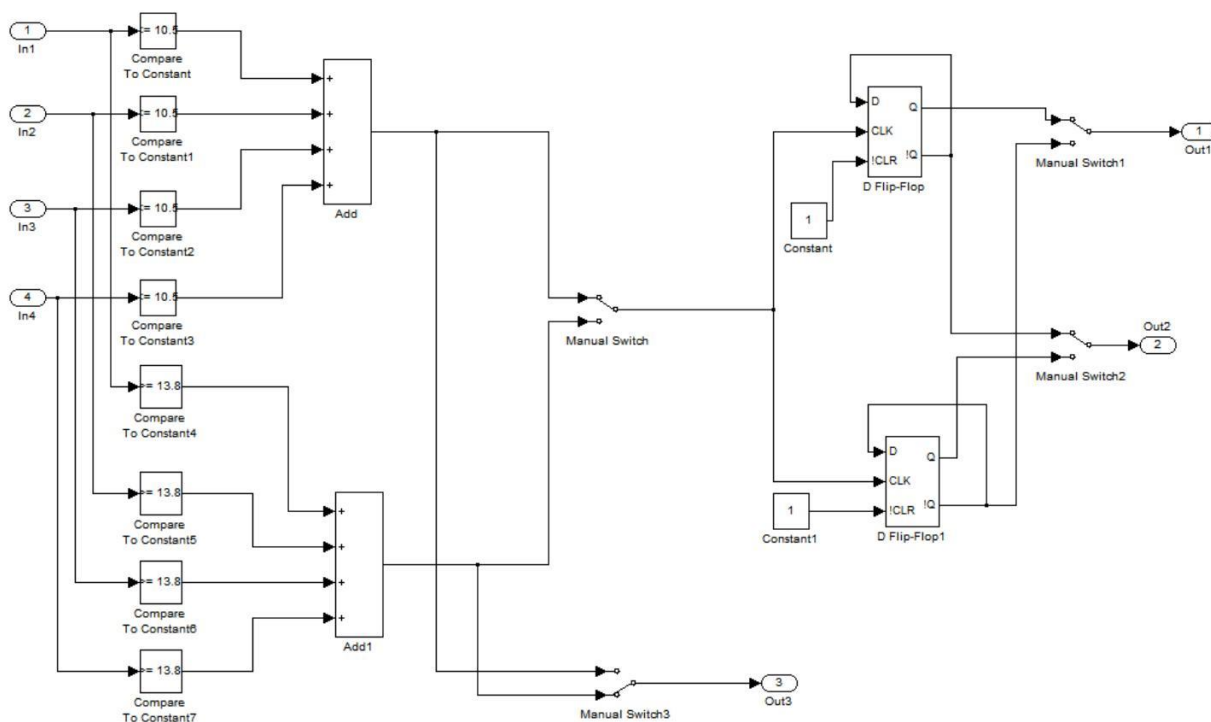 1
In1
<= 10.5
Compare
To Constant
2
In2
<= 10.5
Compare
To Constant1
3
In3
<= 10.5
Compare
To Constant2
4
In4
<= 10.5
Compare
To Constant3
>= 13.8
Compare
To Constant4
>= 13.8
Compare
To Constant5
>= 13.8
Compare
To Constant6
>= 13.8
Compare
To Constant7
+
+
+
+
Add
+
+
+
+
Add1
Manual Switch
Manual Switch3
3
Out3
D
Q
CLK
!Q
!CLR
D Flip-Flop
1
Constant
Manual Switch1
1
Out1
Out2
2
Manual Switch2
D
Q
CLK
!Q
!CLR
D Flip-Flop1
1
Constant1